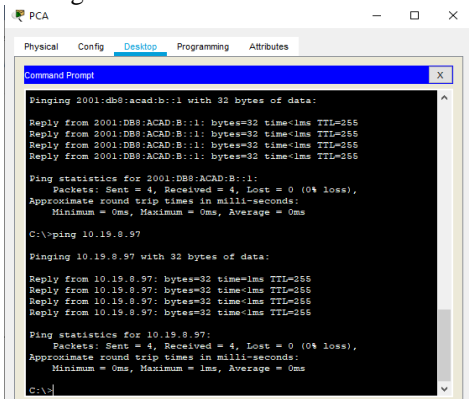 PCA
Physical Config Desktop Programming Attributes
Command Prompt X
Pinging 2001:db8:acad:b::1 with 32 bytes of data:
Reply from 2001:DB8:ACAD:B::1: bytes=32 time<1ms TTL=255
Reply from 2001:DB8:ACAD:B::1: bytes=32 time<1ms TTL=255
Reply from 2001:DB8:ACAD:B::1: bytes=32 time<1ms TTL=255
Reply from 2001:DB8:ACAD:B::1: bytes=32 time<1ms TTL=255
Ping statistics for 2001:DB8:ACAD:B::1:
Packets: Sent = 4, Received = 4, Lost = 0 (0% loss),
Approximate round trip times in milli-seconds:
Minimum = 0ms, Maximum = 0ms, Average = 0ms
C:\>ping 10.19.8.97
Pinging 10.19.8.97 with 32 bytes of data:
Reply from 10.19.8.97: bytes=32 time=1ms TTL=255
Reply from 10.19.8.97: bytes=32 time<1ms TTL=255
Reply from 10.19.8.97: bytes=32 time<1ms TTL=255
Reply from 10.19.8.97: bytes=32 time<1ms TTL=255
Ping statistics for 10.19.8.97:
Packets: Sent = 4, Received = 4, Lost = 0 (0% loss),
Approximate round trip times in milli-seconds:
Minimum = 0ms, Maximum = 1ms, Average = 0ms
C:\>